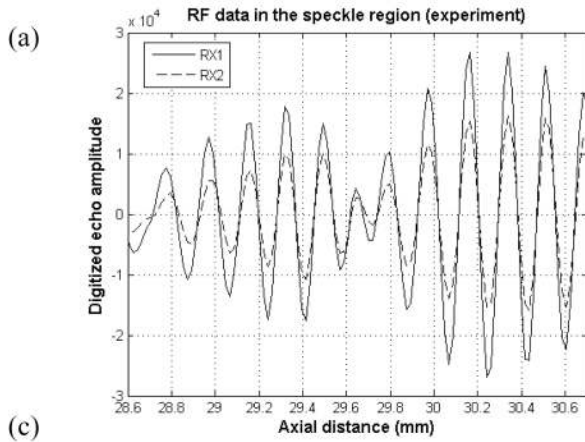 (a)
RF data in the speckle region (experiment)
x 10^4
3
RX1
RX2
2
1
0
-1
-2
-3
Digitized echo amplitude
28.6 28.8 29 29.2 29.4 29.6 29.8 30 30.2 30.4 30.6
Axial distance (mm)
(c)